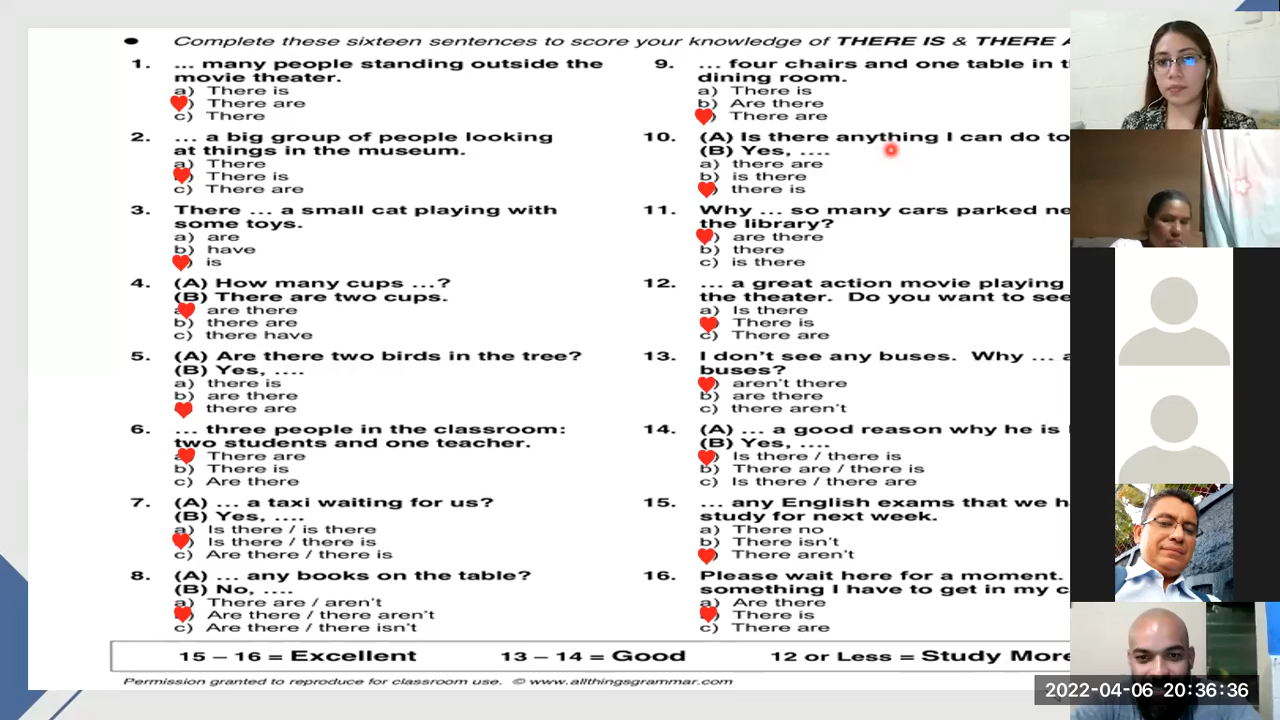 ● Complete these sixteen sentences to score your knowledge of THERE IS & THERE
1. ... many people standing outside the
movie theater.
a) There is
) There are
c) There
2. ... a big group of people looking
at things in the museum.
a) There
) There is
c) There are
3. There ... a small cat playing with
some toys.
a) are
b) have
) is
4. (A) How many cups ...?
(B) There are two cups.
a) are there
b) there are
c) there have
5. (A) Are there two birds in the tree?
(B) Yes, ....
a) there is
b) are there
) there are
6. ... three people in the classroom:
two students and one teacher.
a) There are
b) There is
c) Are there
7. (A) ... a taxi waiting for us?
(B) Yes, ....
a) Is there / is there
) Is there / there is
c) Are there / there is
8. (A) ... any books on the table?
(B) No, ....
a) There are / aren't
) Are there / there aren't
c) Are there / there isn't
9. ... four chairs and one table in
dining room.
a) There is
b) Are there
) There are
10. (A) Is there anything I can do to
(B) Yes, ....
a) there are
b) is there
) there is
11. Why ... so many cars parked
the library?
) are there
b) there
c) is there
12. ... a great action movie playing
the theater. Do you want to see
a) Is there
) There is
c) There are
13. I don't see any buses. Why ...
buses?
) aren't there
b) are there
c) there aren't
14. (A) ... a good reason why he is
(B) Yes, ....
) Is there / there is
b) There are / there is
c) Is there / there are
15. ... any English exams that we
study for next week.
a) There no
b) There isn't
) There aren't
16. Please wait here for a moment.
something I have to get in my
a) Are there
) There is
c) There are
15 – 16 = Excellent 13 – 14 = Good 12 or Less = Study More
Permission granted to reproduce for classroom use. © www.allthingsgrammar.com
2022-04-06 20:36:36